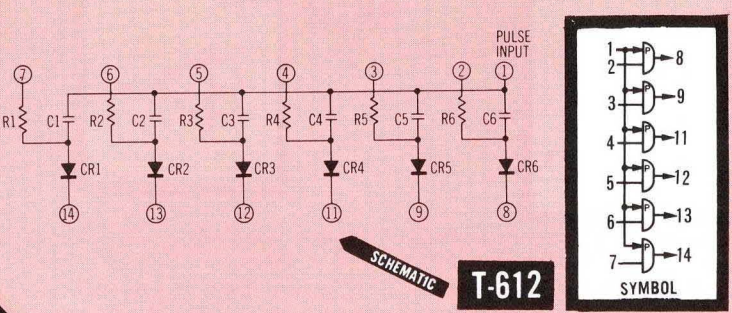 PULSE
INPUT
7 6 5 4 3 2 1
R1 C1 R2 C2 R3 C3 R4 C4 R5 C5 R6 C6
CR1 CR2 CR3 CR4 CR5 CR6
14 13 12 11 9 8
SCHEMATIC
T-612
1 P 8
2
P 9
3
P 11
4
P 12
5
P 13
6
P 14
7
SYMBOL